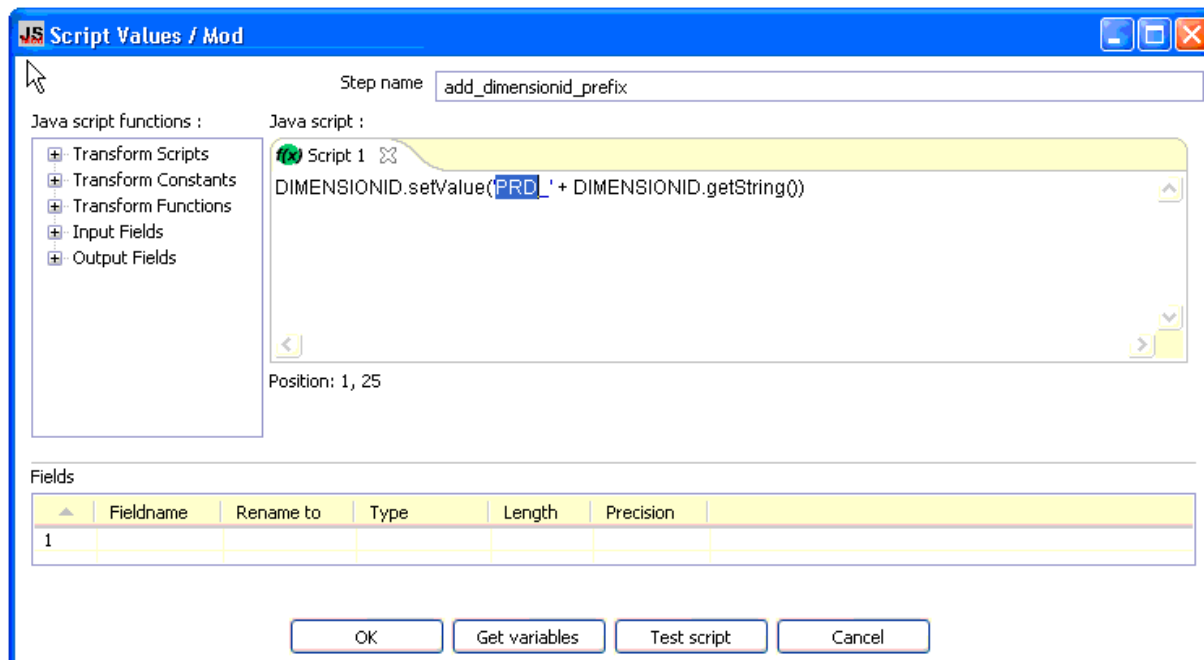 JS Script Values / Mod
Step name add_dimensionid_prefix
Java script functions : Java script :
Transform Scripts
Transform Constants
Transform Functions
Input Fields
Output Fields
f(x) Script 1
DIMENSIONID.setValue('PRD_' + DIMENSIONID.getString())
Position: 1, 25
Fields
Fieldname Rename to Type Length Precision
1
OK Get variables Test script Cancel